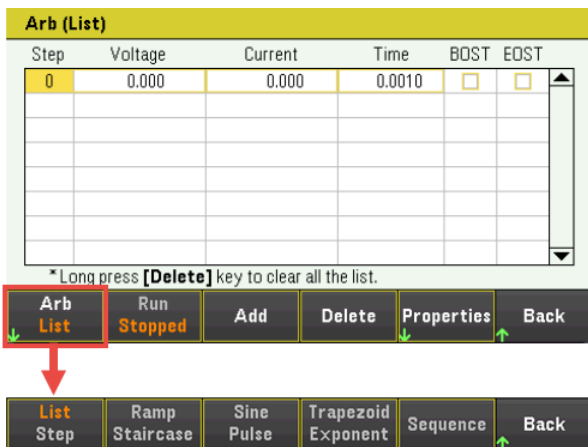 Arb (List)
Step Voltage Current Time BOST EOST
0 0.000 0.000 0.0010
*Long press [Delete] key to clear all the list.
Arb Run Add Delete Properties Back
List Stopped
List Ramp Sine Trapezoid Sequence Back
Step Staircase Pulse Exponent